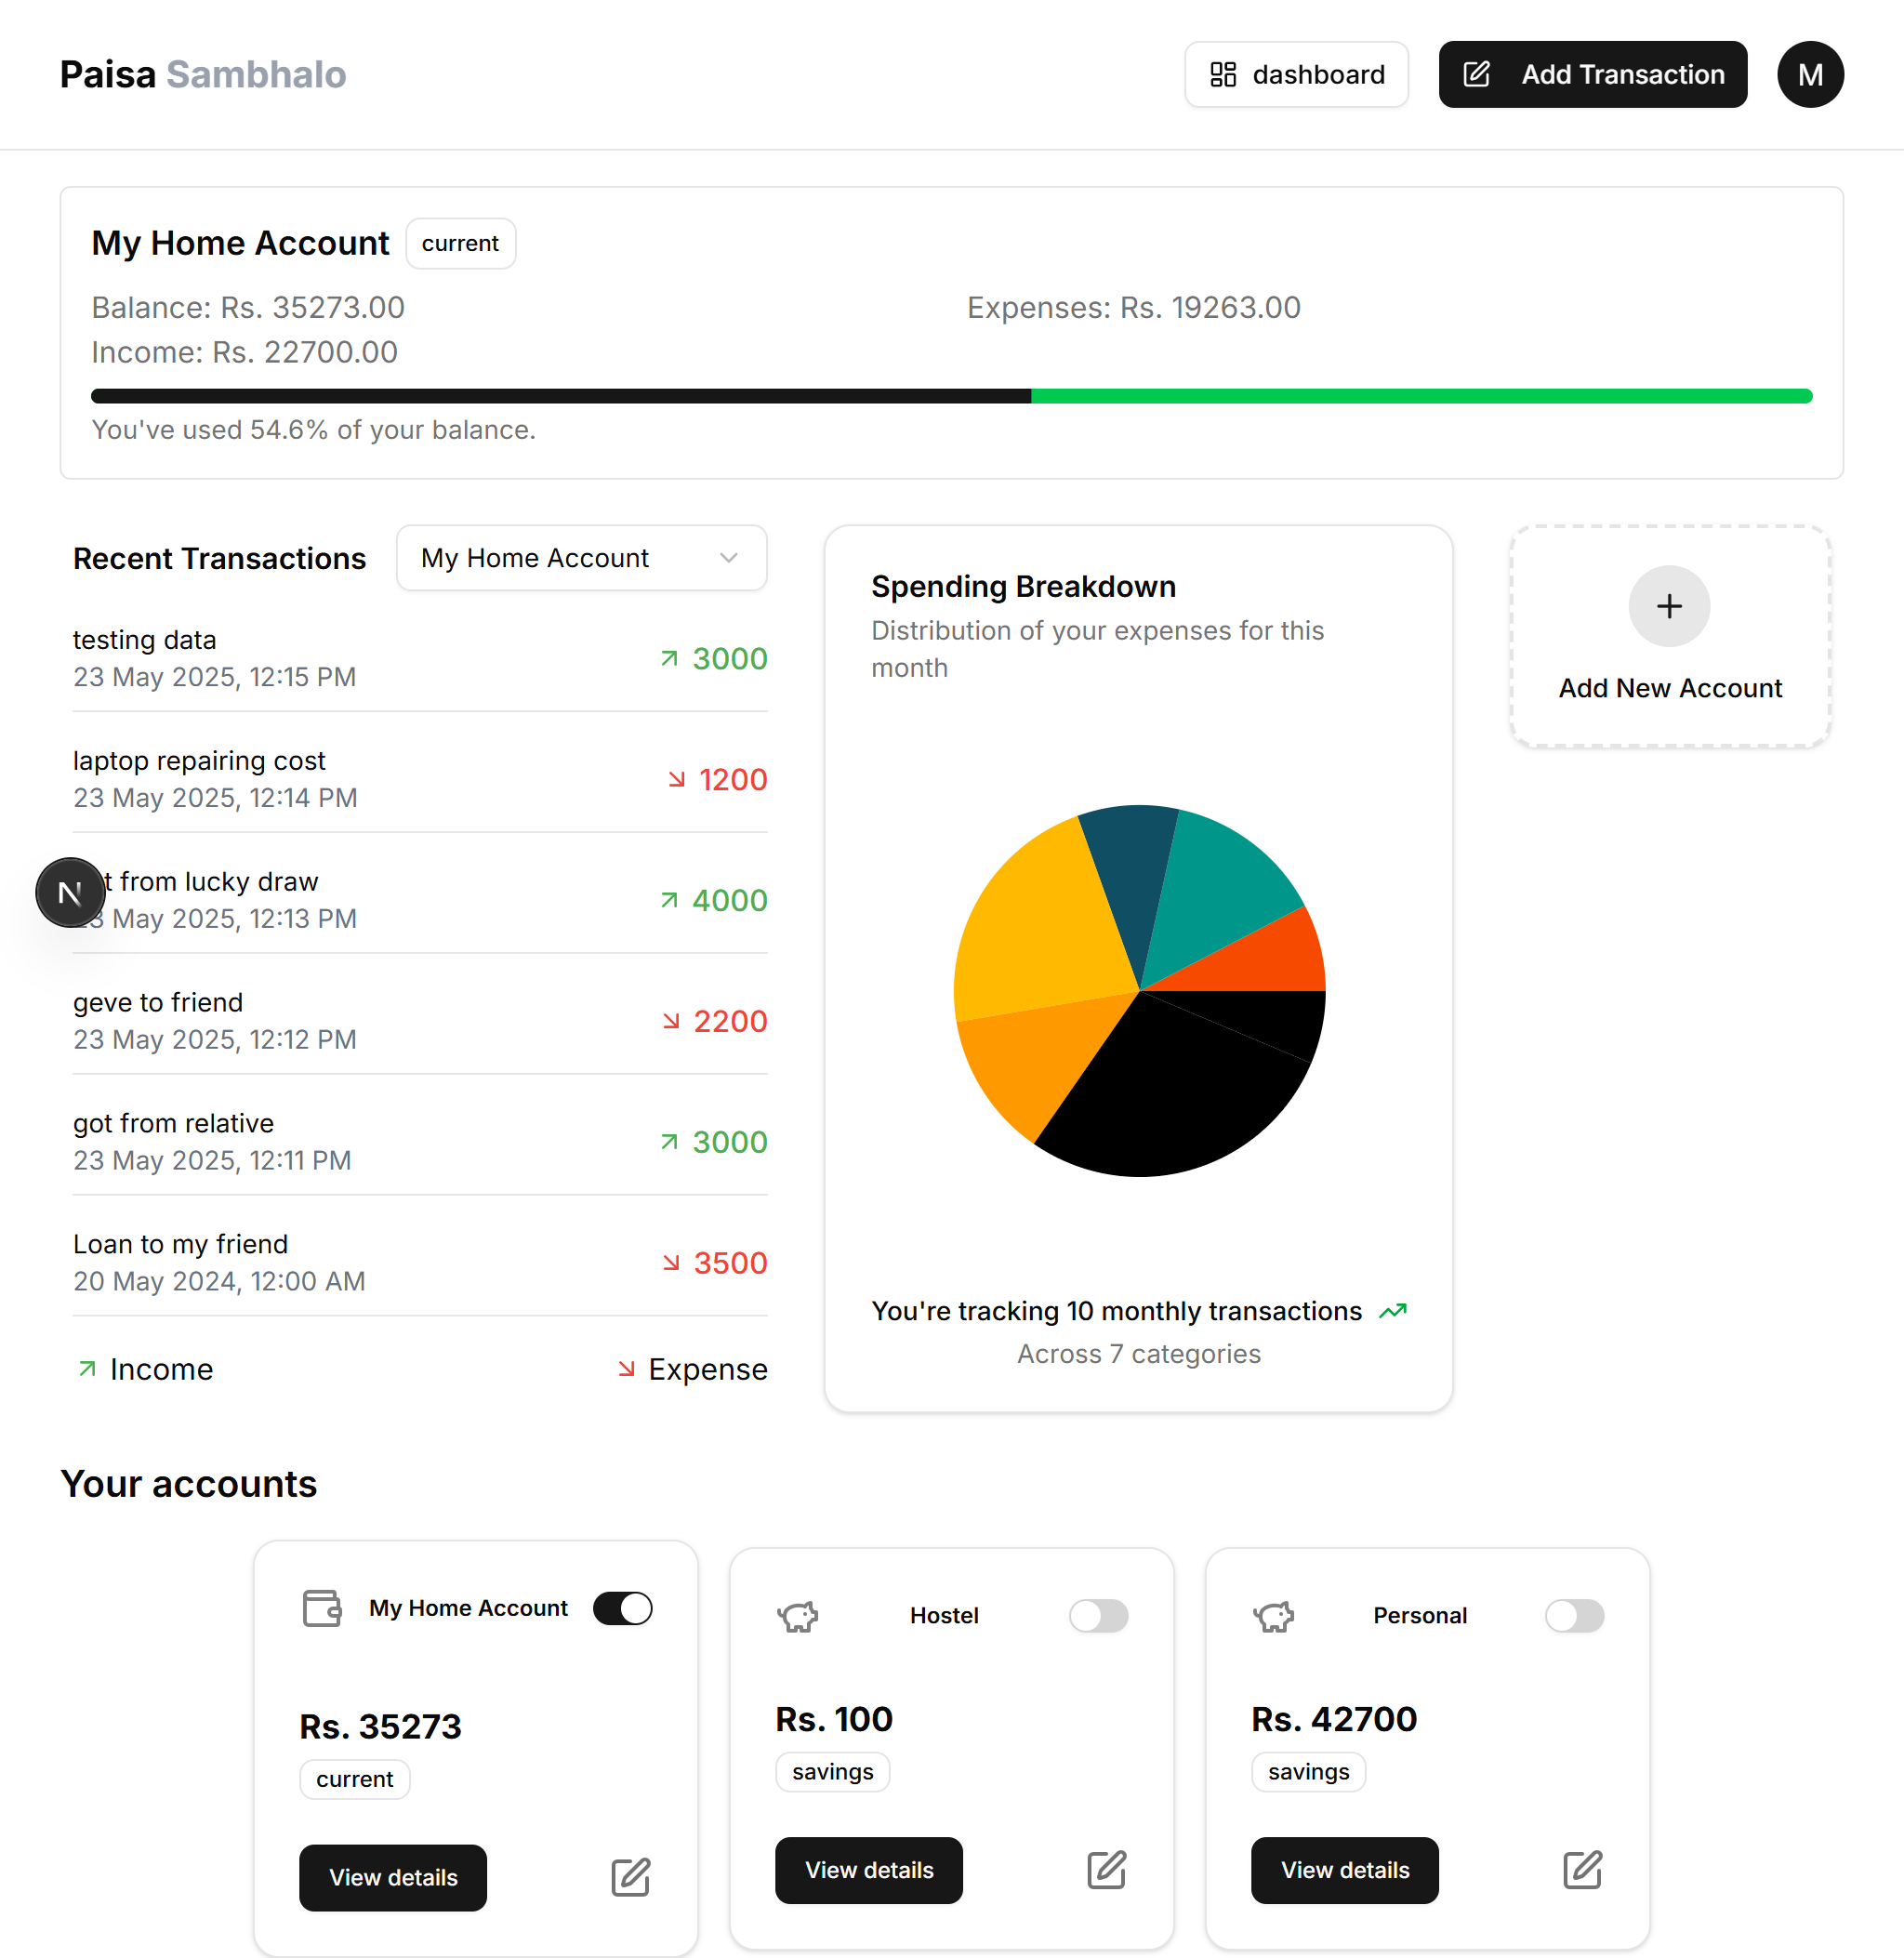 Paisa Sambhalo
dashboard
Add Transaction
M
My Home Account
current
Balance: Rs. 35273.00
Expenses: Rs. 19263.00
Income: Rs. 22700.00
You've used 54.6% of your balance.
Recent Transactions
My Home Account
testing data
23 May 2025, 12:15 PM
3000
laptop repairing cost
23 May 2025, 12:14 PM
1200
from lucky draw
May 2025, 12:13 PM
4000
N
geve to friend
23 May 2025, 12:12 PM
2200
got from relative
23 May 2025, 12:11 PM
3000
Loan to my friend
20 May 2024, 12:00 AM
3500
Income
Expense
Spending Breakdown
Distribution of your expenses for this
month
You're tracking 10 monthly transactions
Across 7 categories
Add New Account
Your accounts
My Home Account
Rs. 35273
current
View details
Hostel
Rs. 100
savings
View details
Personal
Rs. 42700
savings
View details